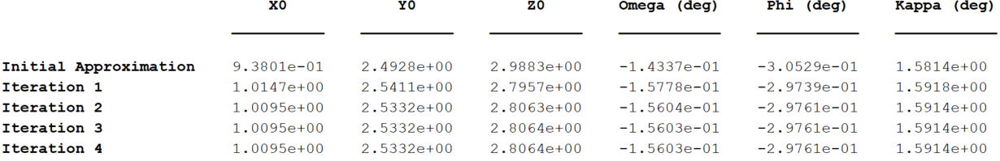 X0 Y0 Z0 Omega (deg) Phi (deg) Kappa (deg)
Initial Approximation 9.3801e-01 2.4928e+00 2.9883e+00 -1.4337e-01 -3.0529e-01 1.5814e+00
Iteration 1 1.0147e+00 2.5411e+00 2.7957e+00 -1.5778e-01 -2.9739e-01 1.5918e+00
Iteration 2 1.0095e+00 2.5332e+00 2.8063e+00 -1.5604e-01 -2.9761e-01 1.5914e+00
Iteration 3 1.0095e+00 2.5332e+00 2.8064e+00 -1.5603e-01 -2.9761e-01 1.5914e+00
Iteration 4 1.0095e+00 2.5332e+00 2.8064e+00 -1.5603e-01 -2.9761e-01 1.5914e+00